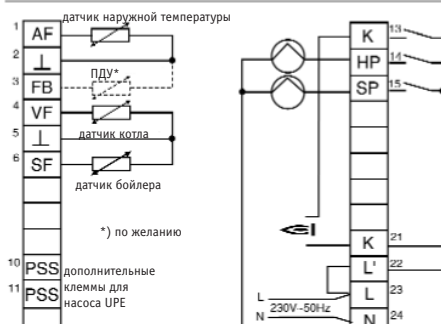 датчик наружной температуры
1 AF
2 ⊥
ПДУ*
3 FB
4 VF
датчик котла
5 ⊥
6 SF
датчик бойлера
*) по желанию
10 PSS дополнительные
11 PSS клеммы для
насоса UPE
K 13
HP 14
SP 15
K 21
L' 22
L L 23
230V~50Hz
N N 24